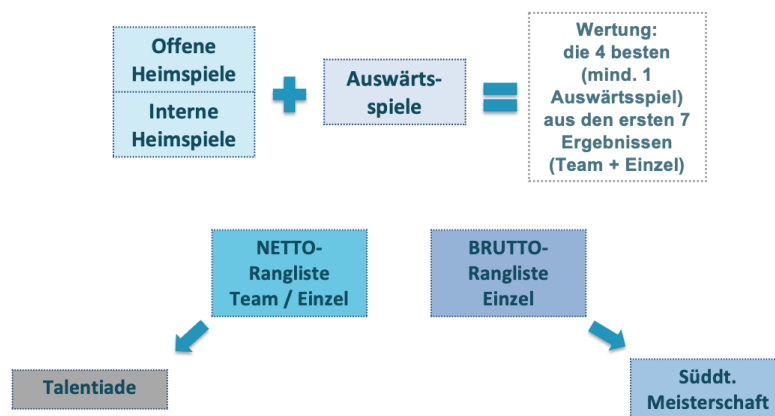 Offene
Heimspiele
Interne
Heimspiele
Auswärts-
spiele
Wertung:
die 4 besten
(mind. 1
Auswärtsspiel)
aus den ersten 7
Ergebnissen
(Team + Einzel)
NETTO-
Rangliste
Team / Einzel
BRUTTO-
Rangliste
Einzel
Talentiade
Süddt.
Meisterschaft